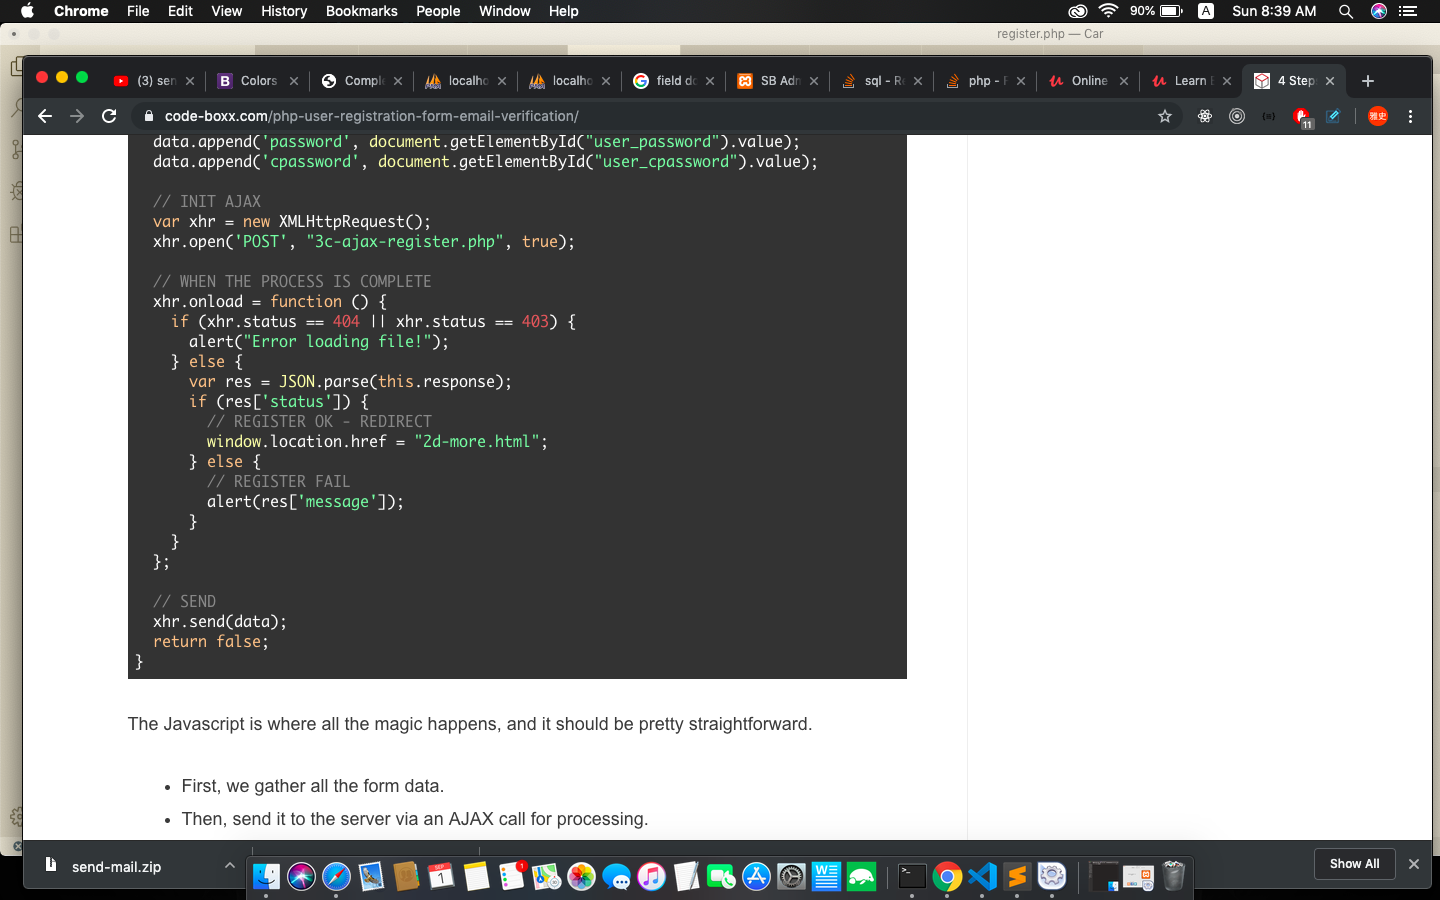 Chrome File Edit View History Bookmarks People Window Help 90% A Sun 8:39 AM
register.php — Car
(3) sen Colors Compl localho localho field do SB Adm sql - R php - F Online Learn 4 Step
code-boxx.com/php-user-registration-form-email-verification/ 11 雅史
data.append('password', document.getElementById("user_password").value);
data.append('cpassword', document.getElementById("user_cpassword").value);
// INIT AJAX
var xhr = new XMLHttpRequest();
xhr.open('POST', "3c-ajax-register.php", true);
// WHEN THE PROCESS IS COMPLETE
xhr.onload = function () {
if (xhr.status == 404 || xhr.status == 403) {
alert("Error loading file!");
} else {
var res = JSON.parse(this.response);
if (res['status']) {
// REGISTER OK - REDIRECT
window.location.href = "2d-more.html";
} else {
// REGISTER FAIL
alert(res['message']);
}
}
};
// SEND
xhr.send(data);
return false;
}
The Javascript is where all the magic happens, and it should be pretty straightforward.
• First, we gather all the form data.
• Then, send it to the server via an AJAX call for processing.
send-mail.zip
Show All